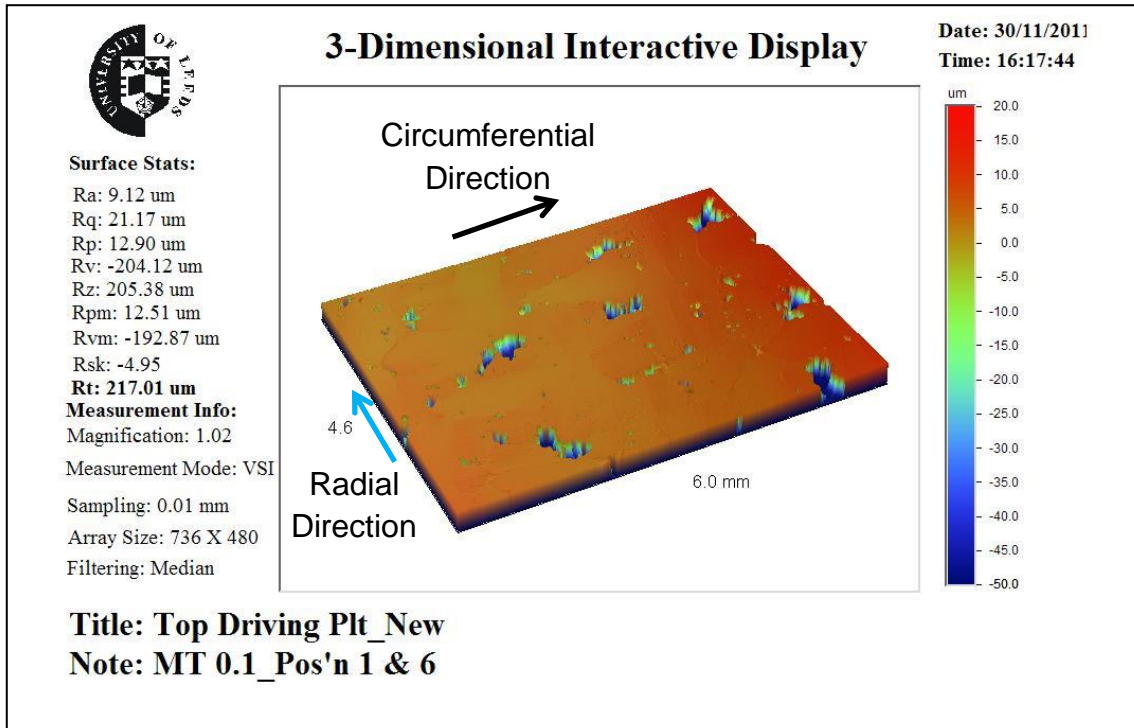 UNIVERSITY OF LEEDS
3-Dimensional Interactive Display
Date: 30/11/2011
Time: 16:17:44
Surface Stats:
Ra: 9.12 um
Rq: 21.17 um
Rp: 12.90 um
Rv: -204.12 um
Rz: 205.38 um
Rpm: 12.51 um
Rvm: -192.87 um
Rsk: -4.95
Rt: 217.01 um
Measurement Info:
Magnification: 1.02
Measurement Mode: VSI
Sampling: 0.01 mm
Array Size: 736 X 480
Filtering: Median
Circumferential
Direction
4.6
Radial
Direction
6.0 mm
um
20.0
15.0
10.0
5.0
0.0
-5.0
-10.0
-15.0
-20.0
-25.0
-30.0
-35.0
-40.0
-45.0
-50.0
Title: Top Driving Plt_New
Note: MT 0.1_Pos'n 1 & 6